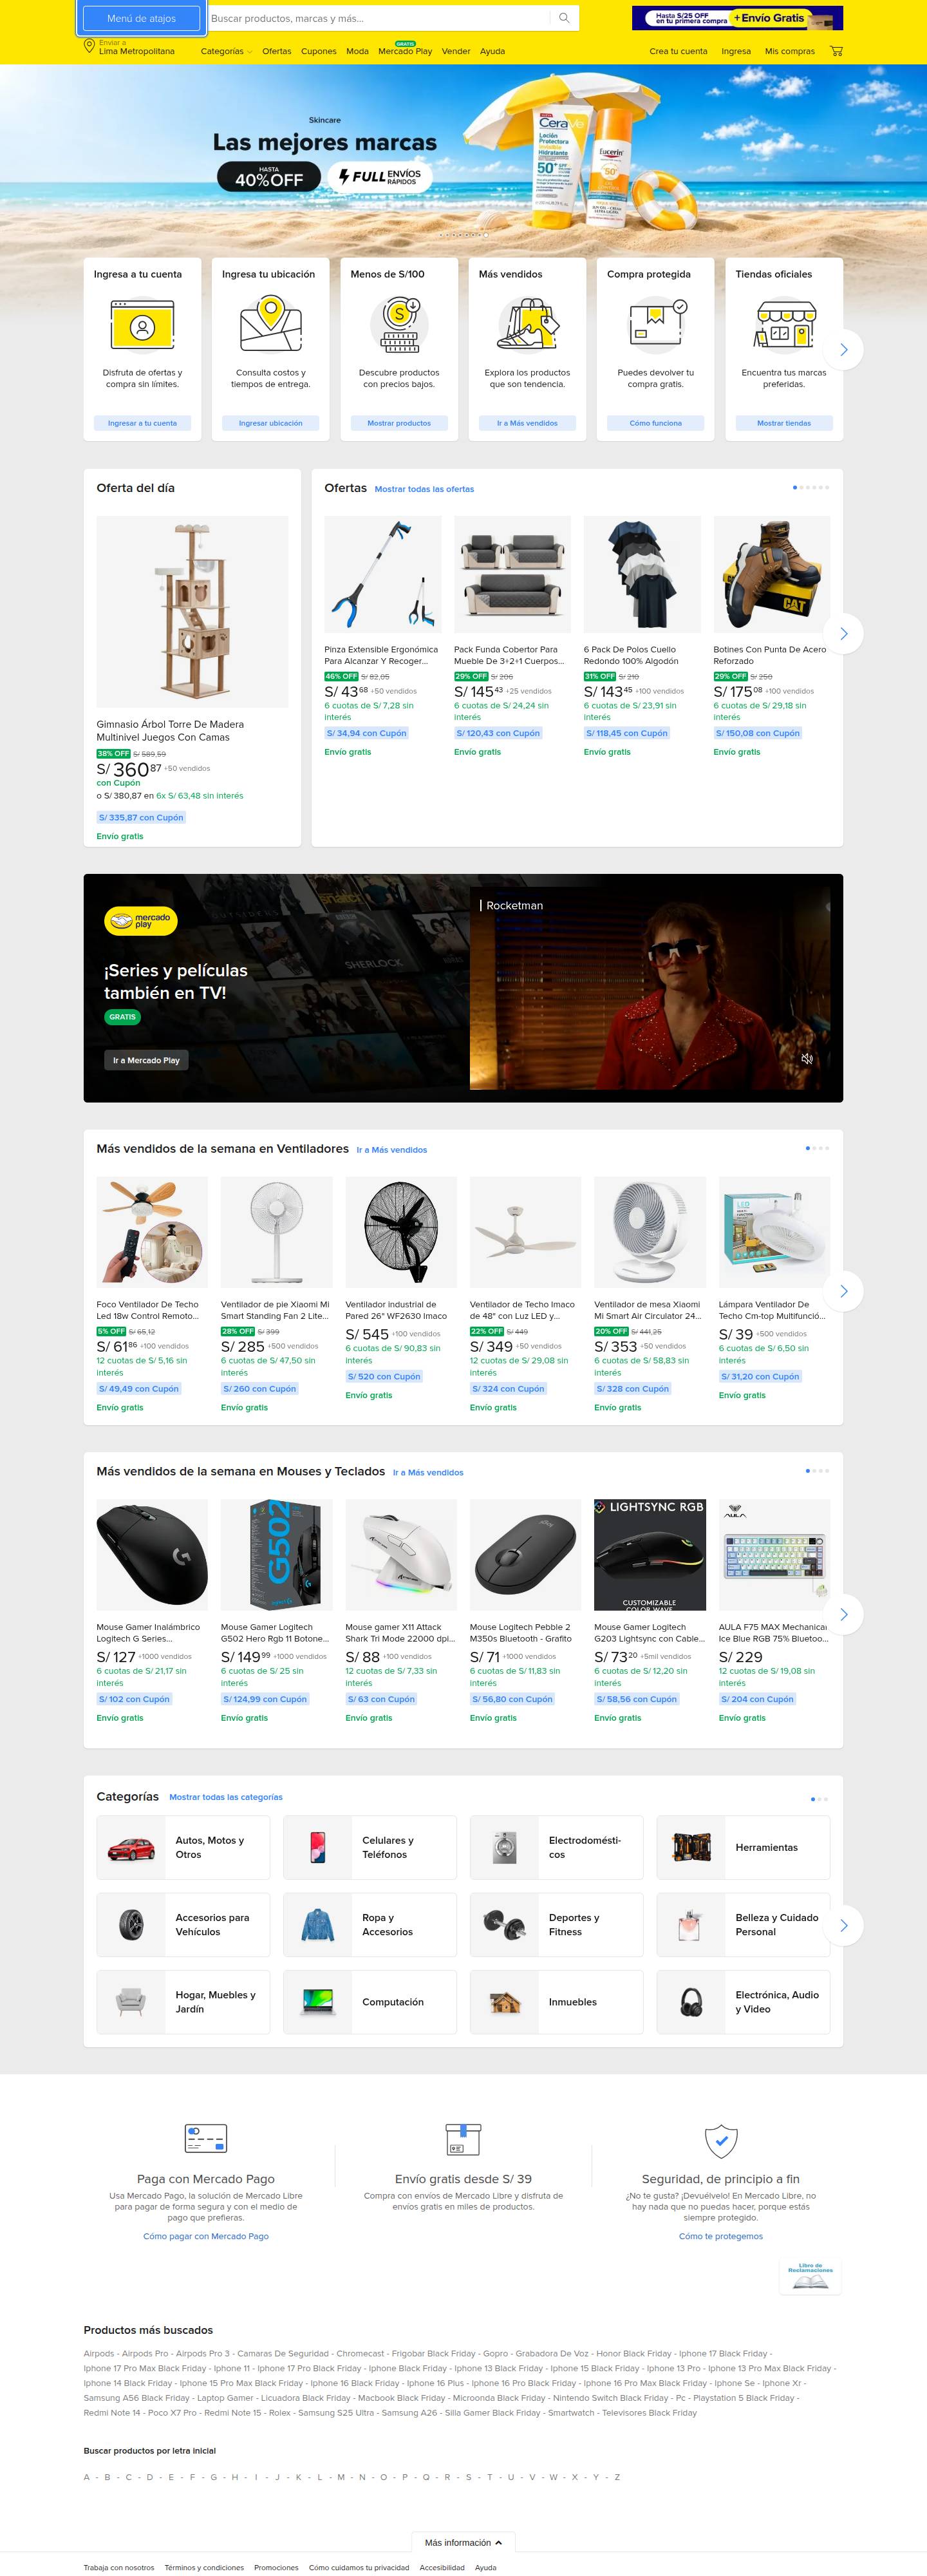 Menú de atajos
Buscar productos, marcas y más...
Hasta S/25 OFF
en tu primera compra
+Envío Gratis
Enviar a
Lima Metropolitana
Categorías
Ofertas
Cupones
Moda
GRATIS
Mercado Play
Vender
Ayuda
Crea tu cuenta
Ingresa
Mis compras
Skincare
Las mejores marcas
HASTA
40%OFF
FULL ENVÍOS RÁPIDOS
CeraVe
Loción
Protectora
Invisible
Hidratante
50+
Eucerin
50+
Ingresa a tu cuenta
Disfruta de ofertas y
compra sin límites.
Ingresar a tu cuenta
Ingresa tu ubicación
Consulta costos y
tiempos de entrega.
Ingresar ubicación
Menos de S/100
Descubre productos
con precios bajos.
Mostrar productos
Más vendidos
Explora los productos
que son tendencia.
Ir a Más vendidos
Compra protegida
Puedes devolver tu
compra gratis.
Cómo funciona
Tiendas oficiales
Encuentra tus marcas
preferidas.
Mostrar tiendas
Oferta del día
Gimnasio Árbol Torre De Madera
Multinivel Juegos Con Camas
38% OFF S/ 589,59
S/ 360 87 +50 vendidos
con Cupón
o S/ 380,87 en 6x S/ 63,48 sin interés
S/ 335,87 con Cupón
Envío gratis
Ofertas Mostrar todas las ofertas
Pinza Extensible Ergonómica
Para Alcanzar Y Recoger...
46% OFF S/ 82,05
S/ 43 68 +50 vendidos
6 cuotas de S/ 7,28 sin
interés
S/ 34,94 con Cupón
Envío gratis
Pack Funda Cobertor Para
Mueble De 3+2+1 Cuerpos...
29% OFF S/ 206
S/ 145 43 +25 vendidos
6 cuotas de S/ 24,24 sin
interés
S/ 120,43 con Cupón
Envío gratis
6 Pack De Polos Cuello
Redondo 100% Algodón
31% OFF S/ 210
S/ 143 45 +100 vendidos
6 cuotas de S/ 23,91 sin
interés
S/ 118,45 con Cupón
Envío gratis
CAT
Botines Con Punta De Acero
Reforzado
29% OFF S/ 250
S/ 175 08 +100 vendidos
6 cuotas de S/ 29,18 sin
interés
S/ 150,08 con Cupón
Envío gratis
mercado
play
¡Series y películas
también en TV!
GRATIS
Ir a Mercado Play
SHERLOCK
Rocketman
Más vendidos de la semana en Ventiladores Ir a Más vendidos
Foco Ventilador De Techo
Led 18w Control Remoto...
5% OFF S/ 65,12
S/ 61 86 +100 vendidos
12 cuotas de S/ 5,16 sin
interés
S/ 49,49 con Cupón
Envío gratis
Ventilador de pie Xiaomi Mi
Smart Standing Fan 2 Lite...
28% OFF S/ 399
S/ 285 +500 vendidos
6 cuotas de S/ 47,50 sin
interés
S/ 260 con Cupón
Envío gratis
Ventilador industrial de
Pared 26" WF2630 Imaco
S/ 545 +100 vendidos
6 cuotas de S/ 90,83 sin
interés
S/ 520 con Cupón
Envío gratis
Ventilador de Techo Imaco
de 48" con Luz LED y...
22% OFF S/ 449
S/ 349 +50 vendidos
12 cuotas de S/ 29,08 sin
interés
S/ 324 con Cupón
Envío gratis
Ventilador de mesa Xiaomi
Mi Smart Air Circulator 24...
20% OFF S/ 441,25
S/ 353 +50 vendidos
6 cuotas de S/ 58,83 sin
interés
S/ 328 con Cupón
Envío gratis
LED
Lámpara Ventilador De
Techo Cm-top Multifunció...
S/ 39 +500 vendidos
6 cuotas de S/ 6,50 sin
interés
S/ 31,20 con Cupón
Envío gratis
Más vendidos de la semana en Mouses y Teclados Ir a Más vendidos
Mouse Gamer Inalámbrico
Logitech G Series...
S/ 127 +1000 vendidos
6 cuotas de S/ 21,17 sin
interés
S/ 102 con Cupón
Envío gratis
G502
Mouse Gamer Logitech
G502 Hero Rgb 11 Botone...
S/ 149 99 +1000 vendidos
6 cuotas de S/ 25 sin
interés
S/ 124,99 con Cupón
Envío gratis
Mouse gamer X11 Attack
Shark Tri Mode 22000 dpi...
S/ 88 +100 vendidos
12 cuotas de S/ 7,33 sin
interés
S/ 63 con Cupón
Envío gratis
logi
Mouse Logitech Pebble 2
M350s Bluetooth - Grafito
S/ 71 +1000 vendidos
6 cuotas de S/ 11,83 sin
interés
S/ 56,80 con Cupón
Envío gratis
LIGHTSYNC RGB
CUSTOMIZABLE
COLOR WAVE
Mouse Gamer Logitech
G203 Lightsync con Cable...
S/ 73 20 +5mil vendidos
6 cuotas de S/ 12,20 sin
interés
S/ 58,56 con Cupón
Envío gratis
AULA
AULA F75 MAX Mechanical
Ice Blue RGB 75% Bluetoo...
S/ 229
12 cuotas de S/ 19,08 sin
interés
S/ 204 con Cupón
Envío gratis
Categorías Mostrar todas las categorías
Autos, Motos y
Otros
Celulares y
Teléfonos
Electrodomésti-
cos
Herramientas
Accesorios para
Vehículos
Ropa y
Accesorios
Deportes y
Fitness
Belleza y Cuidado
Personal
Hogar, Muebles y
Jardín
Computación
Inmuebles
Electrónica, Audio
y Video
Paga con Mercado Pago
Usa Mercado Pago, la solución de Mercado Libre
para pagar de forma segura y con el medio de
pago que prefieras.
Cómo pagar con Mercado Pago
Envío gratis desde S/ 39
Compra con envíos de Mercado Libre y disfruta de
envíos gratis en miles de productos.
Seguridad, de principio a fin
¿No te gusta? ¡Devuélvelo! En Mercado Libre, no
hay nada que no puedas hacer, porque estás
siempre protegido.
Cómo te protegemos
Libro de
Reclamaciones
Productos más buscados
Airpods - Airpods Pro - Airpods Pro 3 - Camaras De Seguridad - Chromecast - Frigobar Black Friday - Gopro - Grabadora De Voz - Honor Black Friday - Iphone 17 Black Friday -
Iphone 17 Pro Max Black Friday - Iphone 11 - Iphone 17 Pro Black Friday - Iphone Black Friday - Iphone 13 Black Friday - Iphone 15 Black Friday - Iphone 13 Pro - Iphone 13 Pro Max Black Friday -
Iphone 14 Black Friday - Iphone 15 Pro Max Black Friday - Iphone 16 Black Friday - Iphone 16 Plus - Iphone 16 Pro Black Friday - Iphone 16 Pro Max Black Friday - Iphone Se - Iphone Xr -
Samsung A56 Black Friday - Laptop Gamer - Licuadora Black Friday - Macbook Black Friday - Microonda Black Friday - Nintendo Switch Black Friday - Pc - Playstation 5 Black Friday -
Redmi Note 14 - Poco X7 Pro - Redmi Note 15 - Rolex - Samsung S25 Ultra - Samsung A26 - Silla Gamer Black Friday - Smartwatch - Televisores Black Friday
Buscar productos por letra inicial
A - B - C - D - E - F - G - H - I - J - K - L - M - N - O - P - Q - R - S - T - U - V - W - X - Y - Z
Más información
Trabaja con nosotros Términos y condiciones Promociones Cómo cuidamos tu privacidad Accesibilidad Ayuda